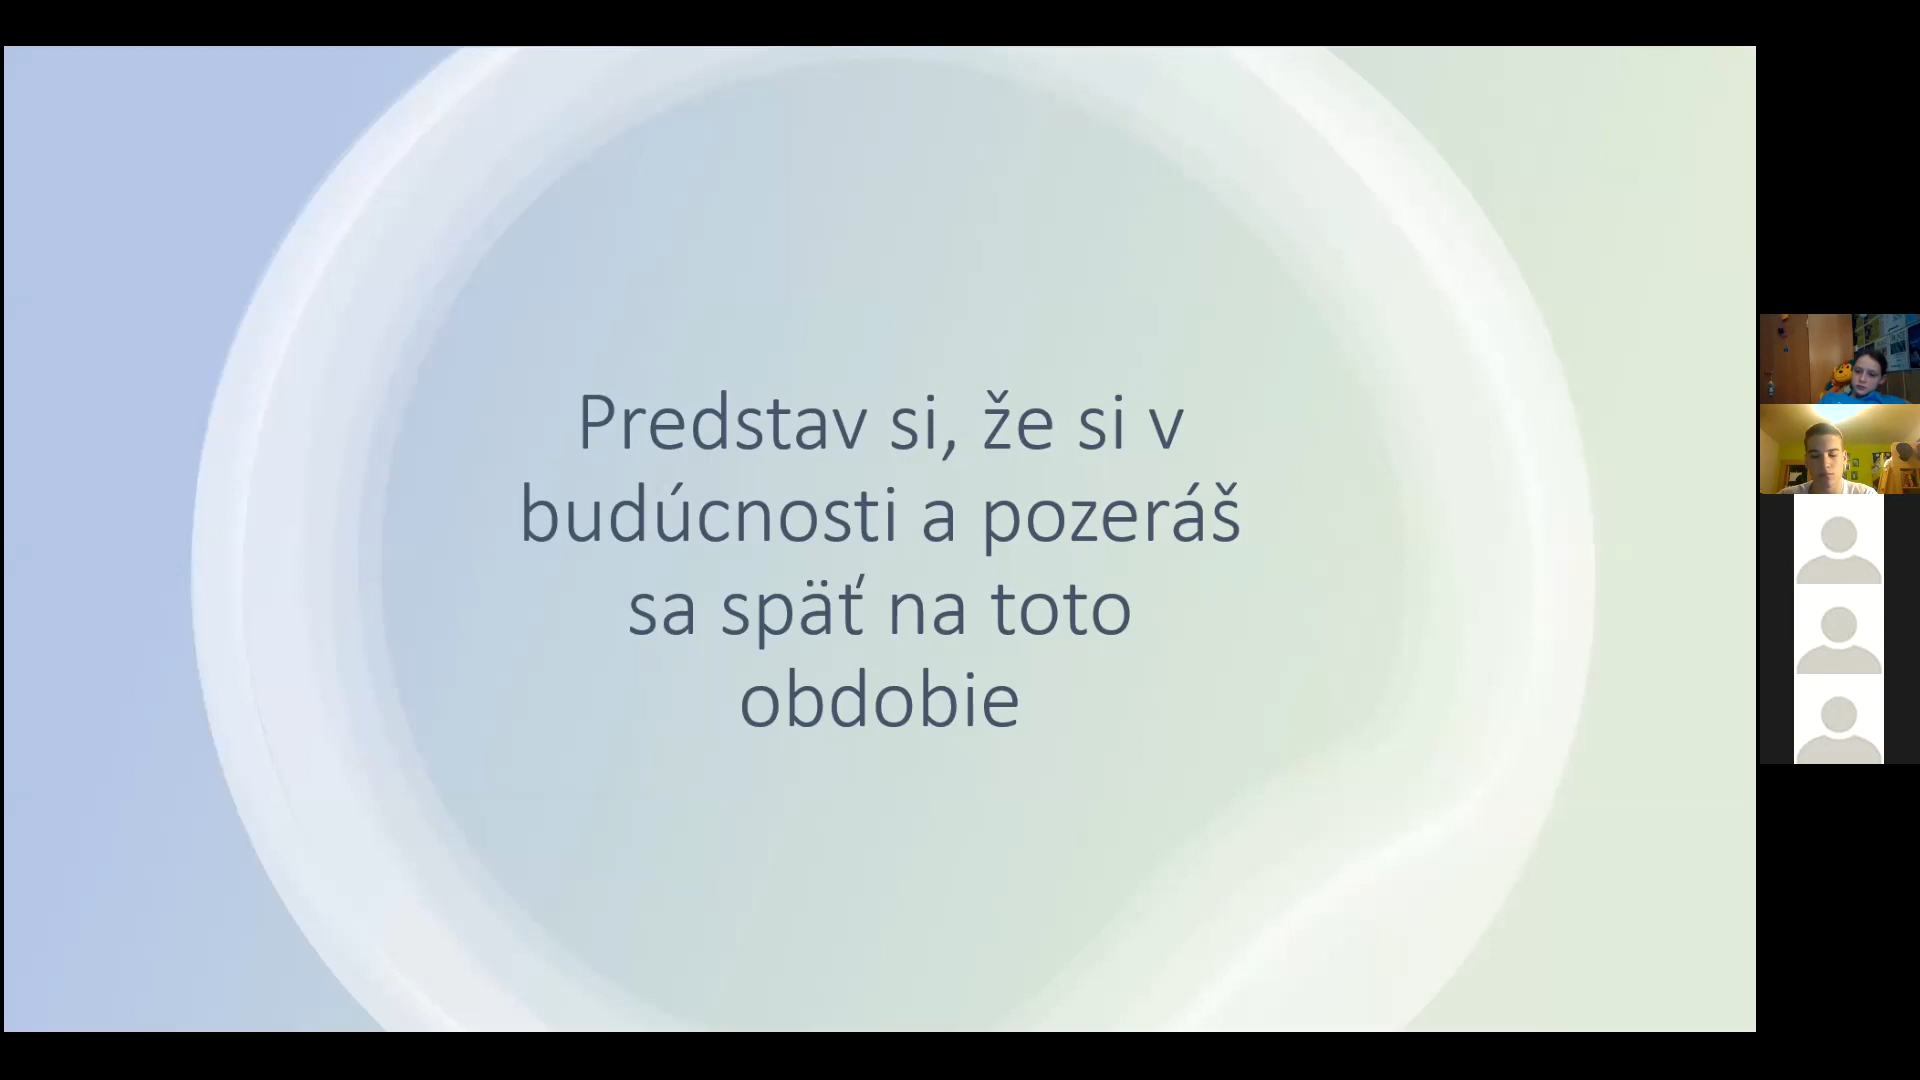 Predstav si, že si v
budúcnosti a pozeráš
sa späť na toto
obdobie